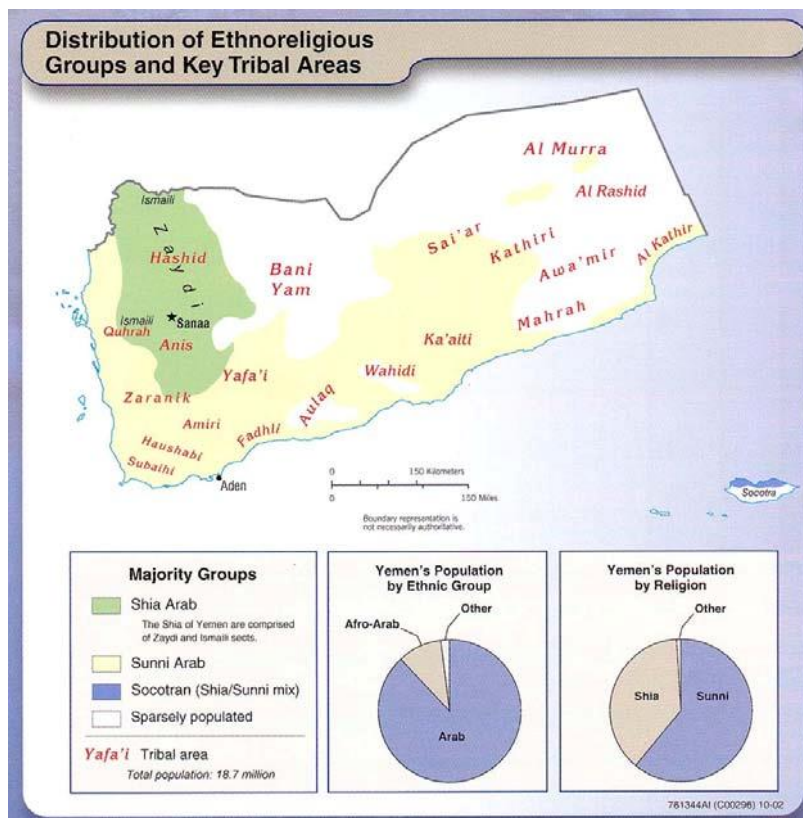 Distribution of Ethnoreligious
Groups and Key Tribal Areas
Al Murra
Al Rashid
Ismaili
Zaydi
Hashid
Sai'ar
Kathiri
Al Kathir
Bani
Yam
Awa'mir
Mahrah
Ismaili
Sanaa
Quhrah
Anis
Ka'aiti
Yafa'i
Wahidi
Zaranik
Aulaq
Amiri
Fadhli
Haushabi
Subaihi
Aden
0 150 Kilometers
0 150 Miles
Boundary representation is
not necessarily authoritative.
Socotra
Majority Groups
Shia Arab
The Shia of Yemen are comprised
of Zaydi and Ismaili sects.
Sunni Arab
Socotran (Shia/Sunni mix)
Sparsely populated
Yafa'i Tribal area
Total population: 18.7 million
Yemen's Population
by Ethnic Group
Other
Afro-Arab
Arab
Yemen's Population
by Religion
Other
Shia
Sunni
761344AI (C00296) 10-02